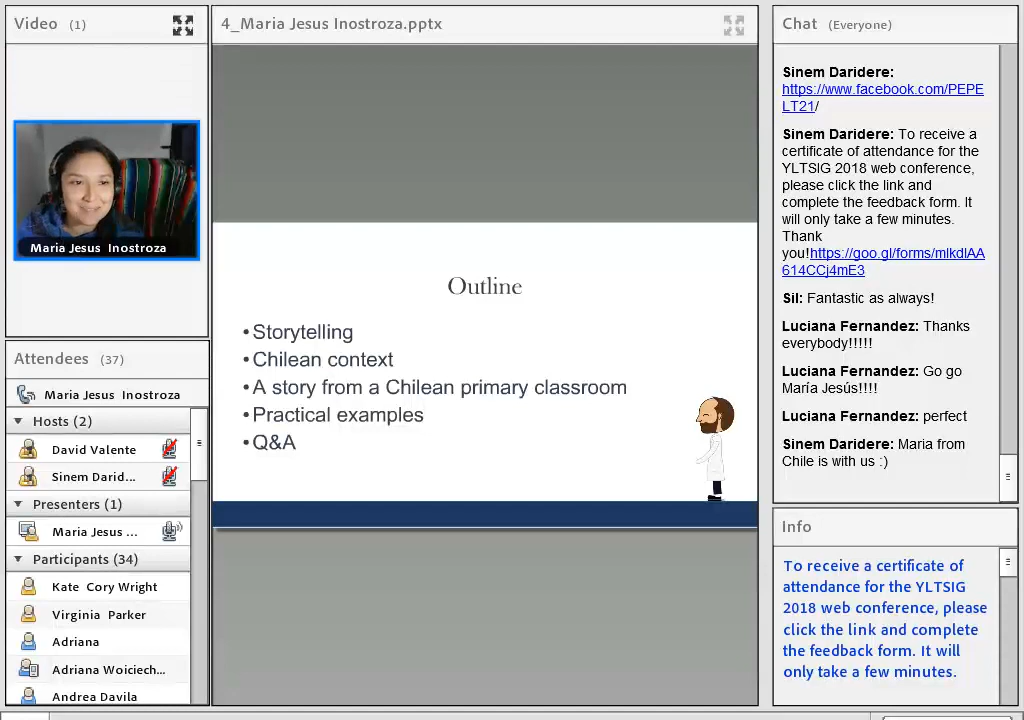 Video (1)
Maria Jesus Inostroza
Attendees (37)
Maria Jesus Inostroza
Hosts (2)
David Valente
Sinem Darid...
Presenters (1)
Maria Jesus ...
Participants (34)
Kate Cory Wright
Virginia Parker
Adriana
Adriana Woiciech...
Andrea Davila
4_Maria Jesus Inostroza.pptx
Outline
•Storytelling
•Chilean context
•A story from a Chilean primary classroom
•Practical examples
•Q&A
Chat (Everyone)
Sinem Daridere:
https://www.facebook.com/PEPE
LT21/
Sinem Daridere: To receive a
certificate of attendance for the
YLTSIG 2018 web conference,
please click the link and
complete the feedback form. It
will only take a few minutes.
Thank
you!https://goo.gl/forms/mlkdlAA
614CCj4mE3
Sil: Fantastic as always!
Luciana Fernandez: Thanks
everybody!!!!!
Luciana Fernandez: Go go
María Jesús!!!!
Luciana Fernandez: perfect
Sinem Daridere: Maria from
Chile is with us :)
Info
To receive a certificate of
attendance for the YLTSIG
2018 web conference, please
click the link and complete
the feedback form. It will
only take a few minutes.